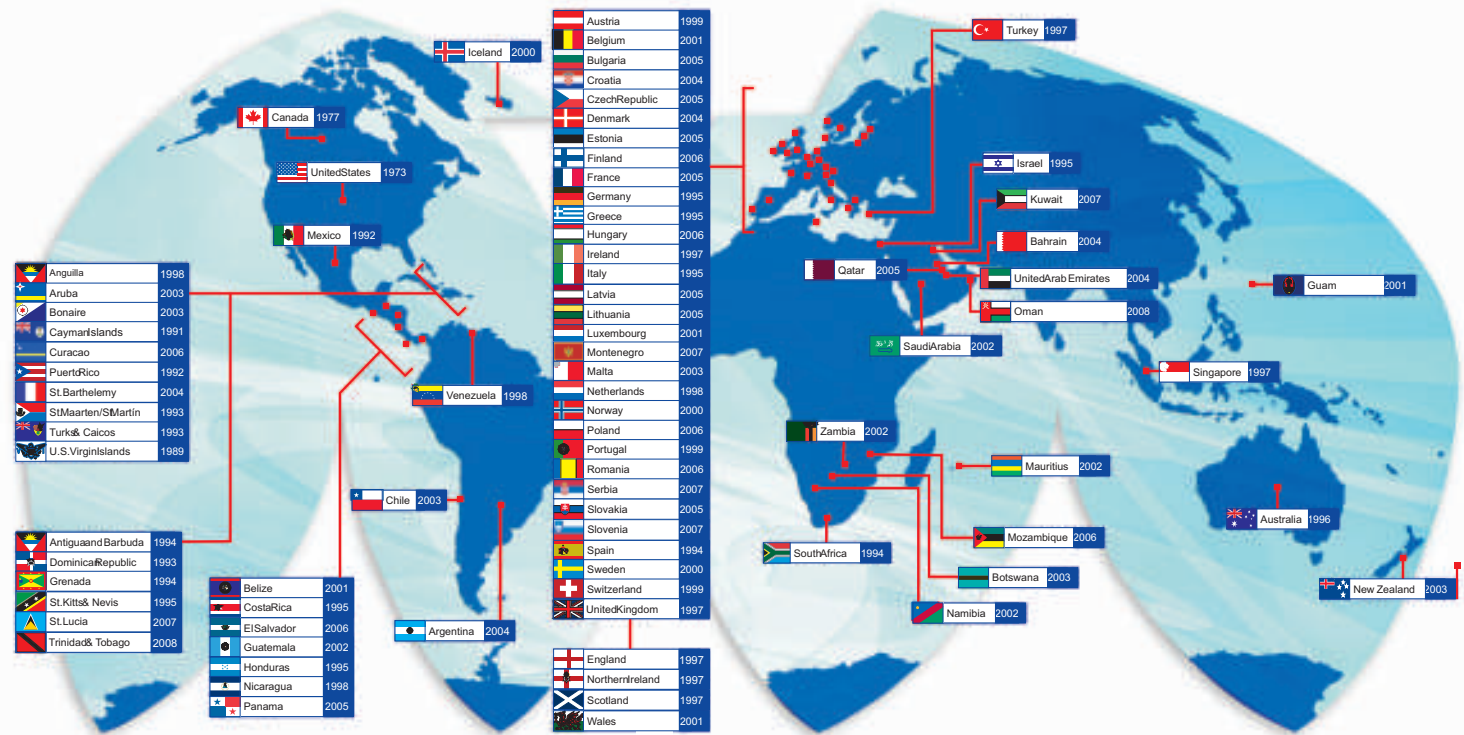 Iceland 2000
Canada 1977
UnitedStates 1973
Mexico 1992
Anguilla 1998
Aruba 2003
Bonaire 2003
CaymanIslands 1991
Curacao 2006
PuertoRico 1992
St.Barthelemy 2004
StMaarten/StMartín 1993
Turks& Caicos 1993
U.S.VirginIslands 1989
Antiguaand Barbuda 1994
DominicanRepublic 1993
Grenada 1994
St.Kitts& Nevis 1995
St.Lucia 2007
Trinidad& Tobago 2008
Belize 2001
CostaRica 1995
ElSalvador 2006
Guatemala 2002
Honduras 1995
Nicaragua 1998
Panama 2005
Venezuela 1998
Chile 2003
Argentina 2004
Austria 1999
Belgium 2001
Bulgaria 2005
Croatia 2004
CzechRepublic 2005
Denmark 2004
Estonia 2005
Finland 2006
France 2005
Germany 1995
Greece 1995
Hungary 2006
Ireland 1997
Italy 1995
Latvia 2005
Lithuania 2005
Luxembourg 2001
Montenegro 2007
Malta 2003
Netherlands 1998
Norway 2000
Poland 2006
Portugal 1999
Romania 2006
Serbia 2007
Slovakia 2005
Slovenia 2007
Spain 1994
Sweden 2000
Switzerland 1999
UnitedKingdom 1997
England 1997
NorthernIreland 1997
Scotland 1997
Wales 2001
Turkey 1997
Israel 1995
Kuwait 2007
Bahrain 2004
Qatar 2005
UnitedArab Emirates 2004
Oman 2008
SaudiArabia 2002
Guam 2001
Singapore 1997
Zambia 2002
Mauritius 2002
Mozambique 2006
SouthAfrica 1994
Botswana 2003
Namibia 2002
Australia 1996
New Zealand 2003